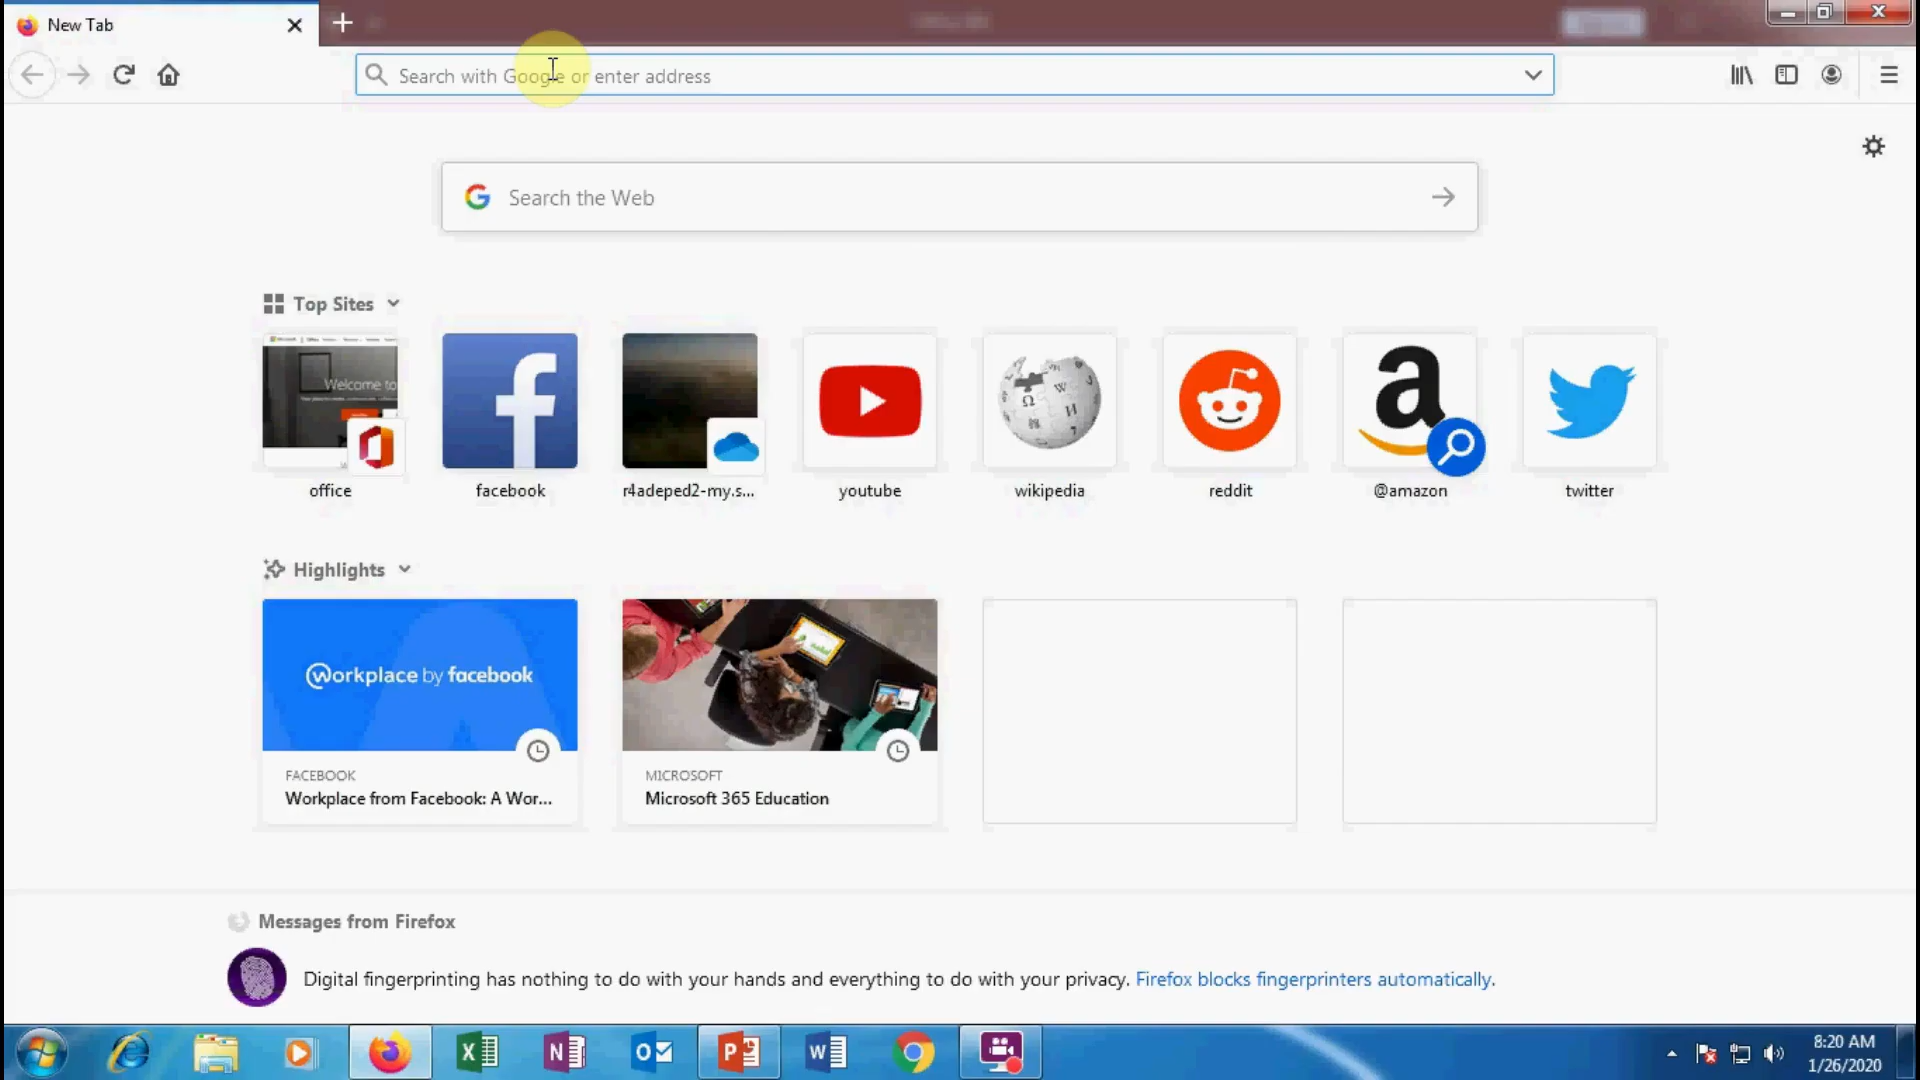 New Tab
Search with Google or enter address
Search the Web
Top Sites
Welcome to
office
facebook
r4adeped2-my.s...
youtube
wikipedia
reddit
@amazon
twitter
Highlights
Workplace by facebook
FACEBOOK
Workplace from Facebook: A Wor...
MICROSOFT
Microsoft 365 Education
Messages from Firefox
Digital fingerprinting has nothing to do with your hands and everything to do with your privacy. Firefox blocks fingerprinters automatically.
8:20 AM
1/26/2020